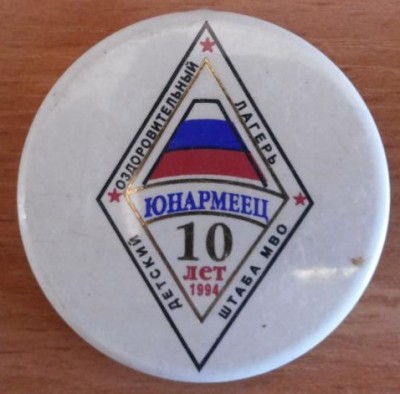 ДЕТСКИЙ
ОЗДОРОВИТЕЛЬНЫЙ
ЛАГЕРЬ
ШТАБА МВО
ЮНАРМЕЕЦ
10
лет
1994